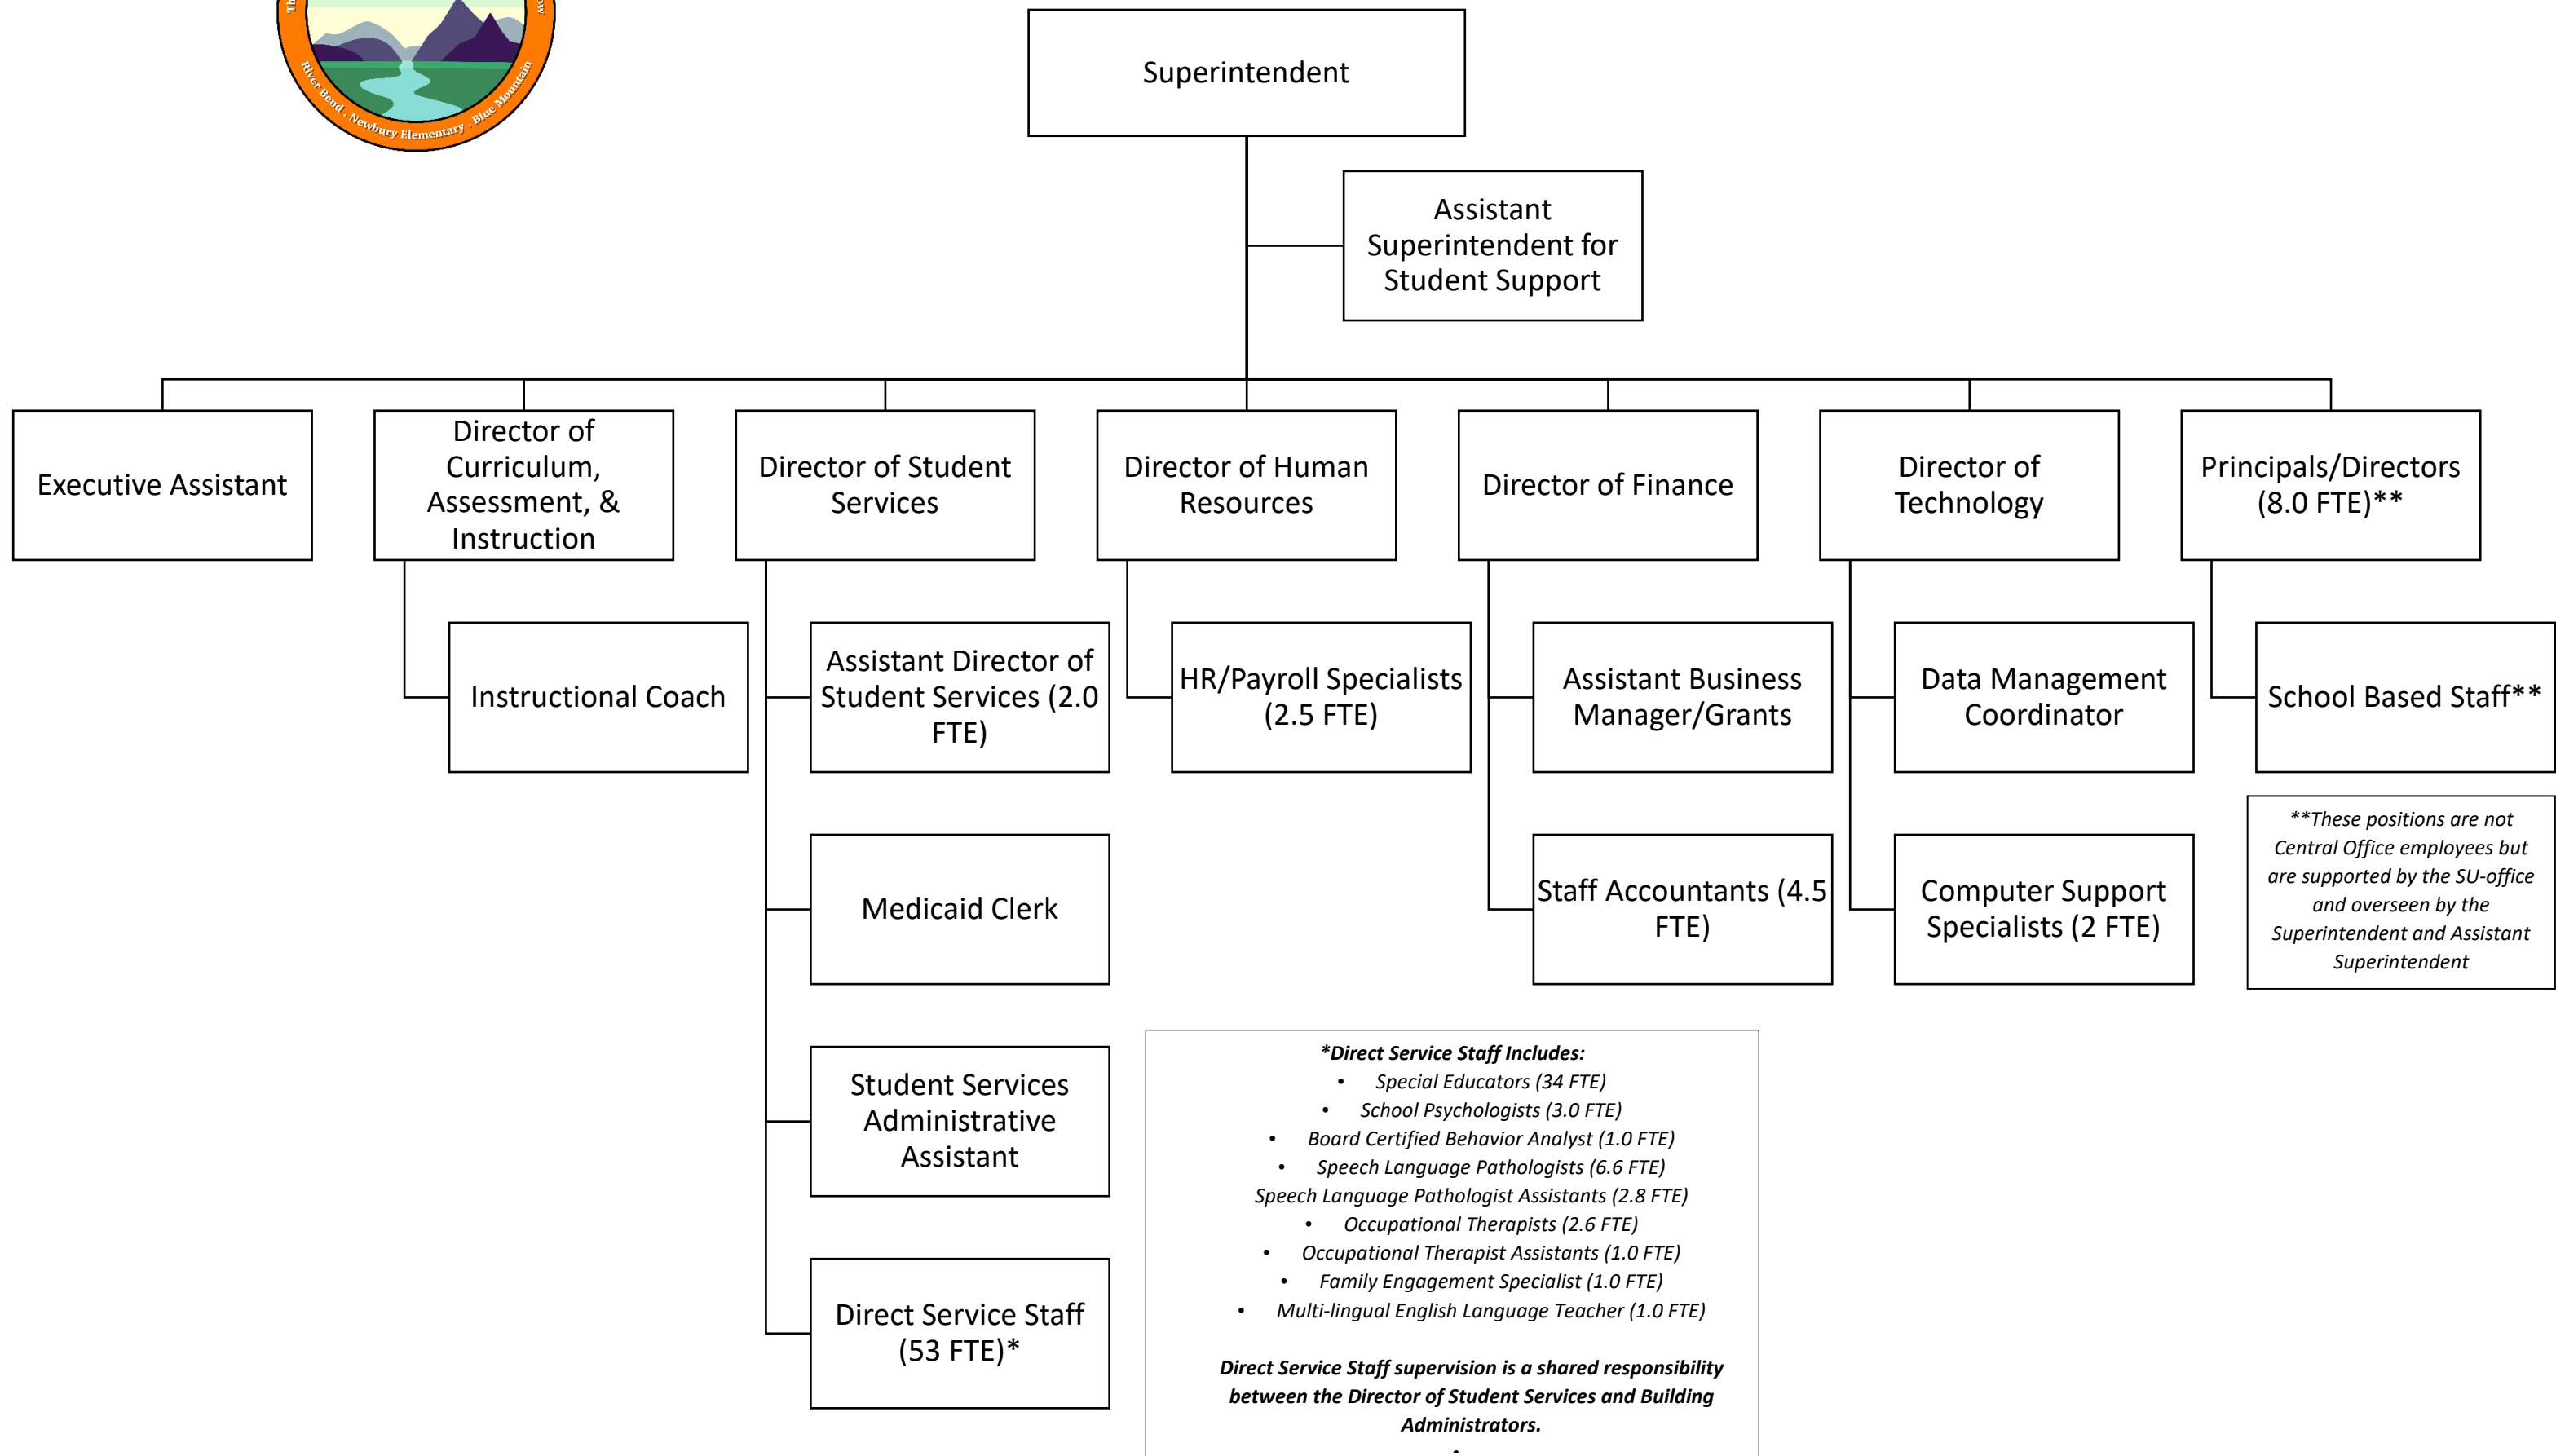 Th
ow
River Bend . Newbury Elementary . Blue Mountain
Superintendent
Assistant
Superintendent for
Student Support
Executive Assistant
Director of
Curriculum,
Assessment, &
Instruction
Director of Student
Services
Director of Human
Resources
Director of Finance
Director of
Technology
Principals/Directors
(8.0 FTE)**
Instructional Coach
Assistant Director of
Student Services (2.0
FTE)
HR/Payroll Specialists
(2.5 FTE)
Assistant Business
Manager/Grants
Data Management
Coordinator
School Based Staff**
Medicaid Clerk
Staff Accountants (4.5
FTE)
Computer Support
Specialists (2 FTE)
**These positions are not
Central Office employees but
are supported by the SU-office
and overseen by the
Superintendent and Assistant
Superintendent
Student Services
Administrative
Assistant
Direct Service Staff
(53 FTE)*
*Direct Service Staff Includes:
• Special Educators (34 FTE)
• School Psychologists (3.0 FTE)
• Board Certified Behavior Analyst (1.0 FTE)
• Speech Language Pathologists (6.6 FTE)
Speech Language Pathologist Assistants (2.8 FTE)
• Occupational Therapists (2.6 FTE)
• Occupational Therapist Assistants (1.0 FTE)
• Family Engagement Specialist (1.0 FTE)
• Multi-lingual English Language Teacher (1.0 FTE)
Direct Service Staff supervision is a shared responsibility
between the Director of Student Services and Building
Administrators.
•